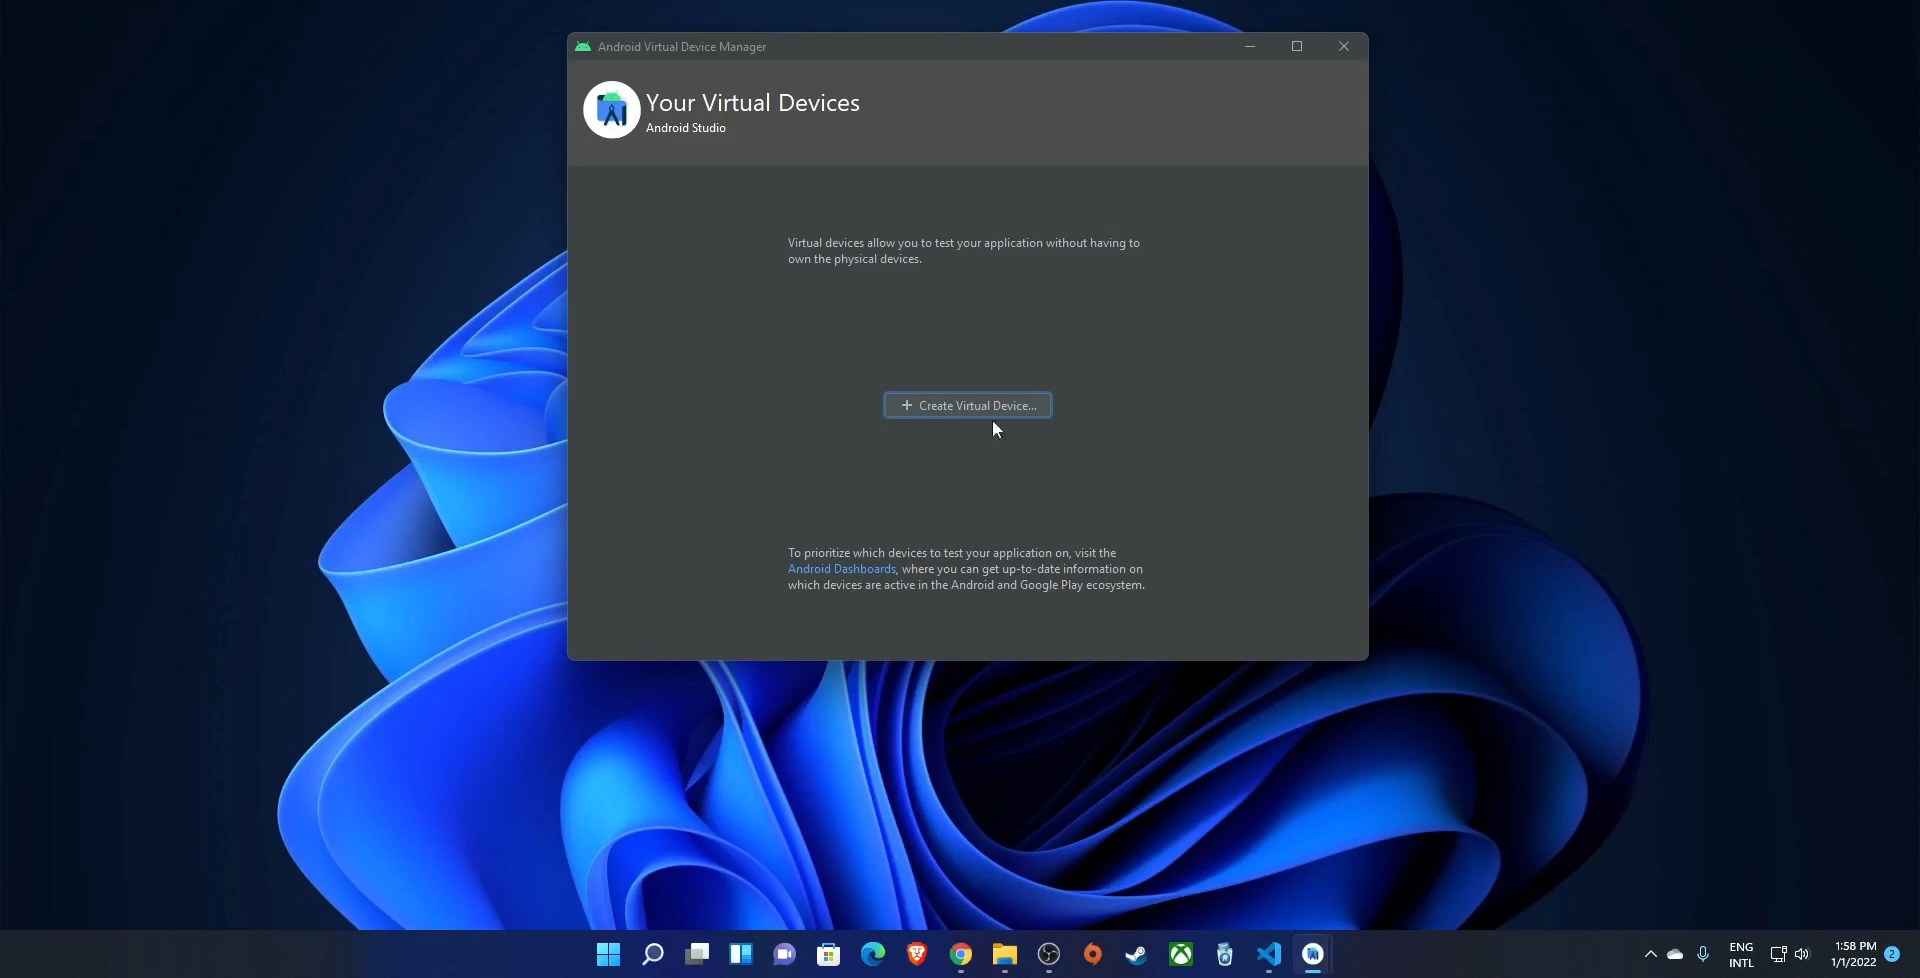 Android Virtual Device Manager
Your Virtual Devices
Android Studio
Virtual devices allow you to test your application without having to
own the physical devices.
+ Create Virtual Device...
To prioritize which devices to test your application on, visit the
Android Dashboards, where you can get up-to-date information on
which devices are active in the Android and Google Play ecosystem.
ENG
INTL
1:58 PM
1/1/2022
2